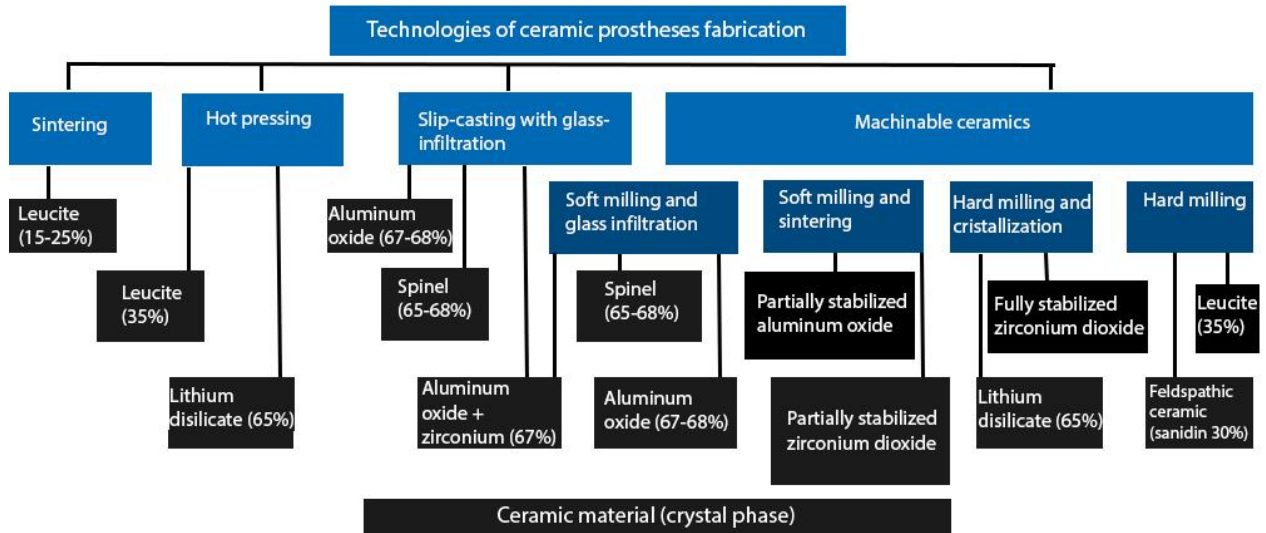 Technologies of ceramic prostheses fabrication
Sintering
Hot pressing
Slip-casting with glass-
infiltration
Machinable ceramics
Soft milling and
glass infiltration
Soft milling and
sintering
Hard milling and
cristallization
Hard milling
Leucite
(15-25%)
Aluminum
oxide (67-68%)
Leucite
(35%)
Spinel
(65-68%)
Spinel
(65-68%)
Partially stabilized
aluminum oxide
Fully stabilized
zirconium dioxide
Leucite
(35%)
Lithium
disilicate (65%)
Aluminum
oxide +
zirconium (67%)
Aluminum
oxide (67-68%)
Partially stabilized
zirconium dioxide
Lithium
disilicate (65%)
Feldspathic
ceramic
(sanidin 30%)
Ceramic material (crystal phase)